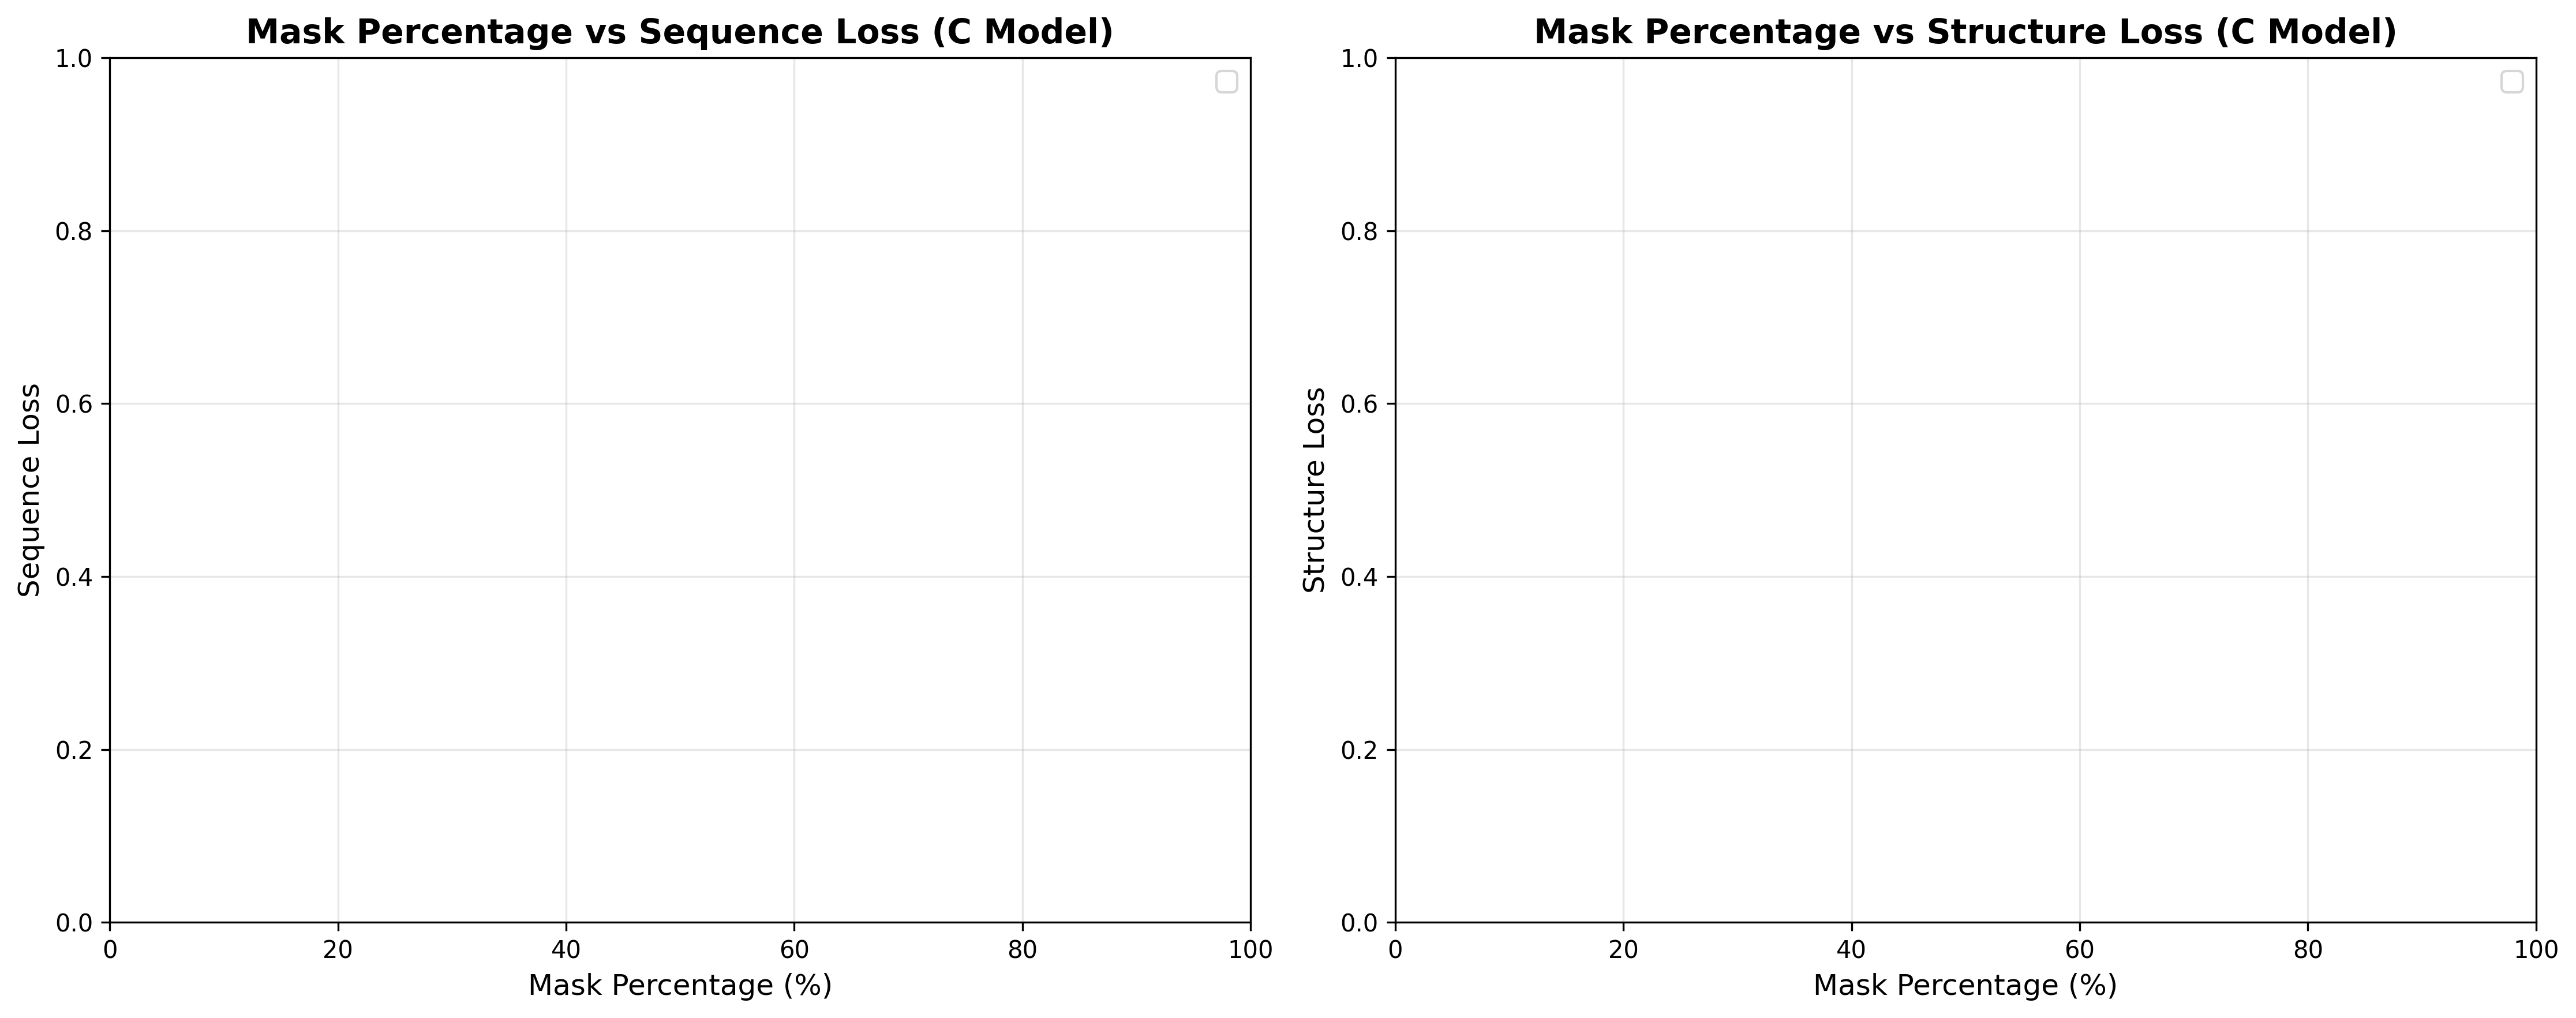 Mask Percentage vs Sequence Loss (C Model)
1.0
0.8
0.6
0.4
0.2
0.0
Sequence Loss
0 20 40 60 80 100
Mask Percentage (%)
Mask Percentage vs Structure Loss (C Model)
1.0
0.8
0.6
0.4
0.2
0.0
Structure Loss
0 20 40 60 80 100
Mask Percentage (%)